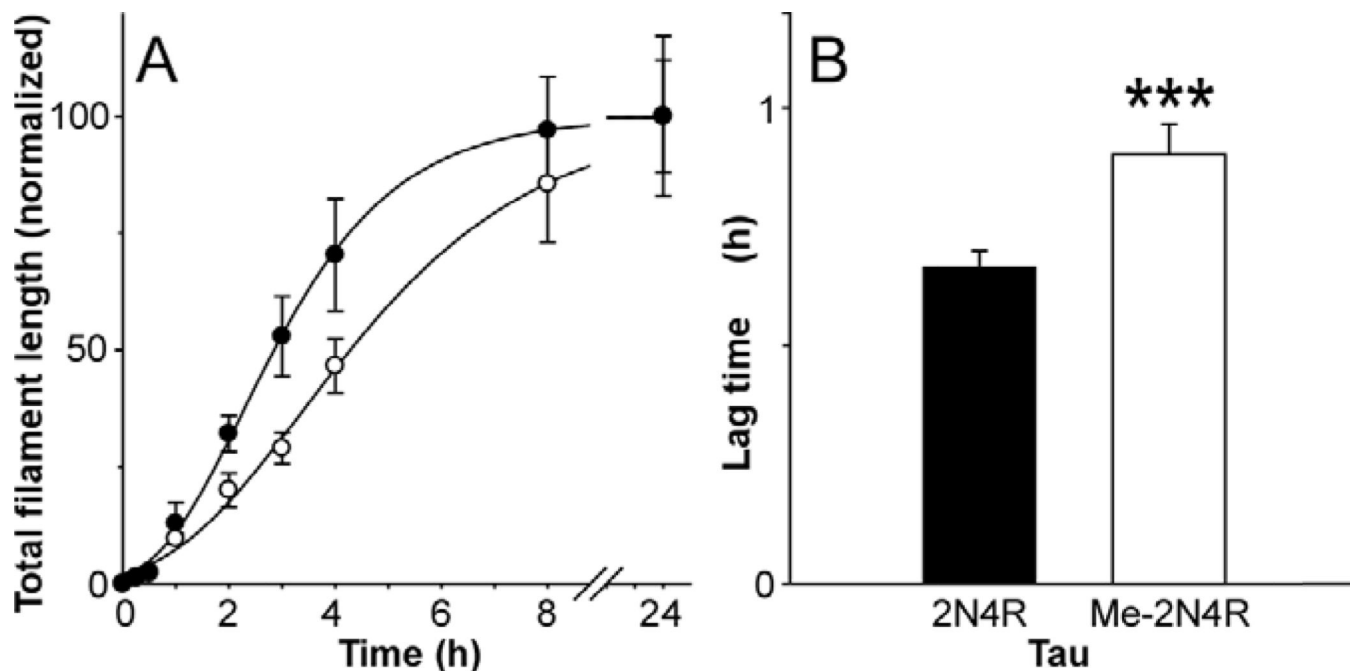 A
Total filament length (normalized)
100
50
0
0 2 4 6 8 24
Time (h)
B
***
Lag time (h)
1
0
2N4R Me-2N4R
Tau